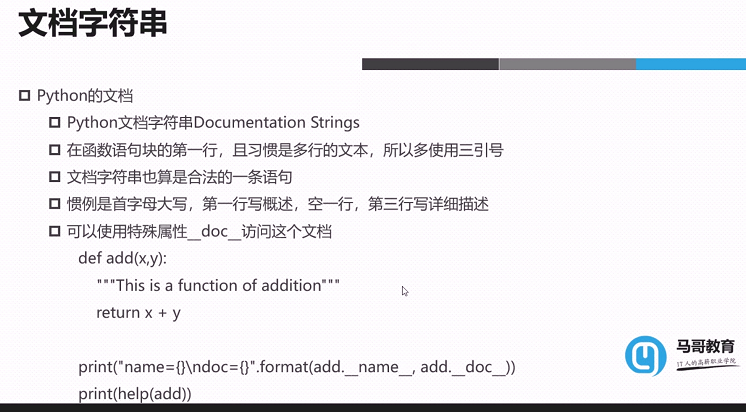 文档字符串
Python的文档
Python文档字符串Documentation Strings
在函数语句块的第一行，且习惯是多行的文本，所以多使用三引号
文档字符串也算是合法的一条语句
惯例是首字母大写，第一行写概述，空一行，第三行写详细描述
可以使用特殊属性__doc__访问这个文档
def add(x,y):
"""This is a function of addition"""
return x + y
print("name={}\ndoc={}".format(add.__name__, add.__doc__))
print(help(add))
马哥教育
IT人的高薪职业学院